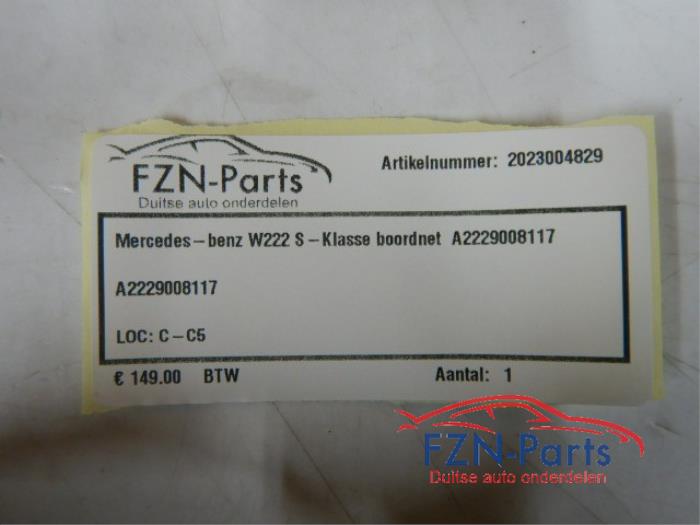 FZN-Parts
Duitse auto onderdelen
Artikelnummer: 2023004829
Mercedes-benz W222 S-Klasse boordnet A2229008117
A2229008117
LOC: C-C5
€ 149.00 BTW Aantal: 1
FZN-Parts
Duitse auto onderdelen